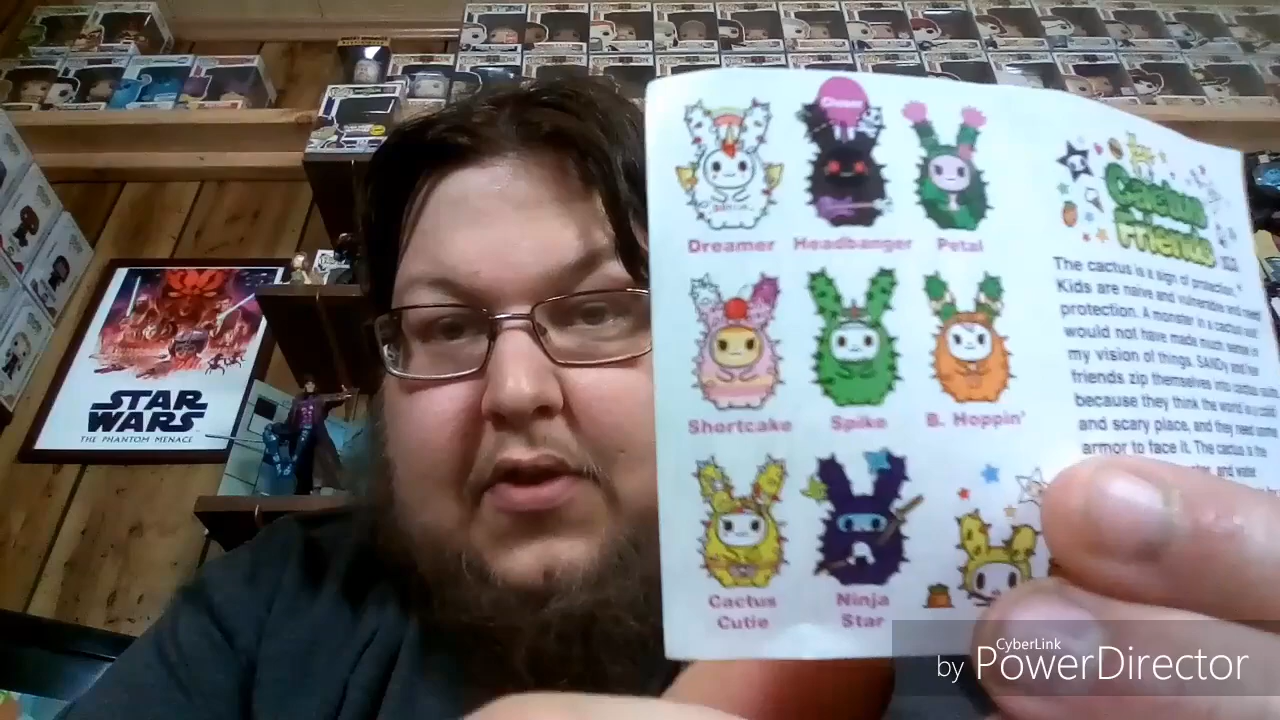 STAR
WARS
THE PHANTOM MENACE
Dreamer Headbanger Petal
Shortcake Spike B. Hoppin'
Cactus
Cutie
Ninja
Star
Cactus
Friends
The cactus is a sign of protection.
Kids are naive and vulnerable and need
protection. A monster in a cactus suit
would not have made much sense in
my vision of things. SANDy and her
friends zip themselves into cactus suits
because they think the world is a cold
and scary place, and they need some
armor to face it. The cactus is the
and water
CyberLink
by PowerDirector